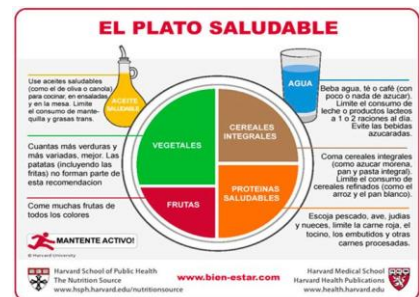 EL PLATO SALUDABLE
Use aceites saludables
(como el de oliva o canola)
para cocinar, en ensaladas
y en la mesa. Limite
el consumo de mante-
quilla y grasas trans.
ACEITE
SALUDABLE
Cuantas más verduras y
más variadas, mejor. Las
patatas (incluyendo las
fritas) no forman parte de
esta recomendacion
Come muchas frutas de
todos los colores
MANTENTE ACTIVO!
© Harvard University
VEGETALES
FRUTAS
CEREALES
INTEGRALES
PROTEINAS
SALUDABLES
AGUA
Beba agua, té o café (con
poco o nada de azucar).
Limite el consumo de
leche o productos lacteos
a 1 o 2 raciones al día.
Evite las bebidas
azucaradas.
Coma cereales integrales
(como azucar morena,
pan y pasta integral).
Limite el consumo de
cereales refinados (como el
arroz y el pan blanco).
Escoja pescado, ave, judias
y nueces, limite la carne roja, el
tocino, los embutidos y otras
carnes procesadas.
Harvard School of Public Health
The Nutrition Source
www.hsph.harvard.edu/nutritionsource
www.bien-estar.com
Harvard Medical School
Harvard Health Publications
www.health.harvard.edu